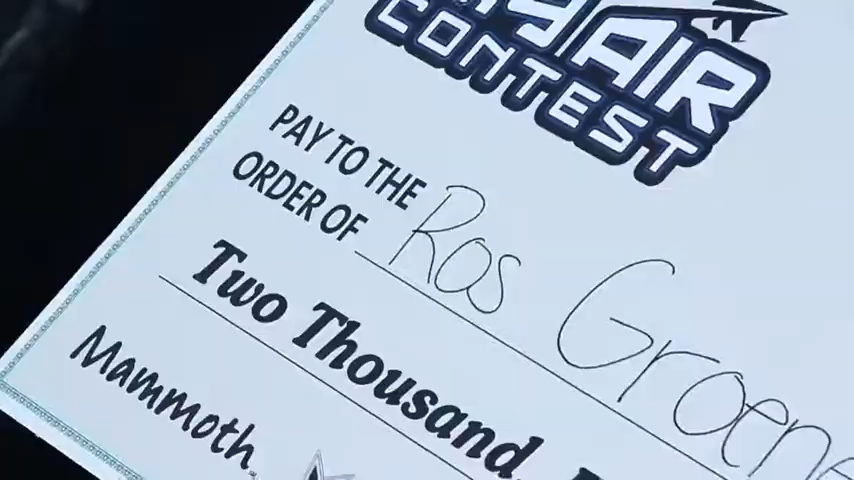 AIR
CONTEST
PAY TO THE
ORDER OF Ros Groene
Two Thousand
Mammoth